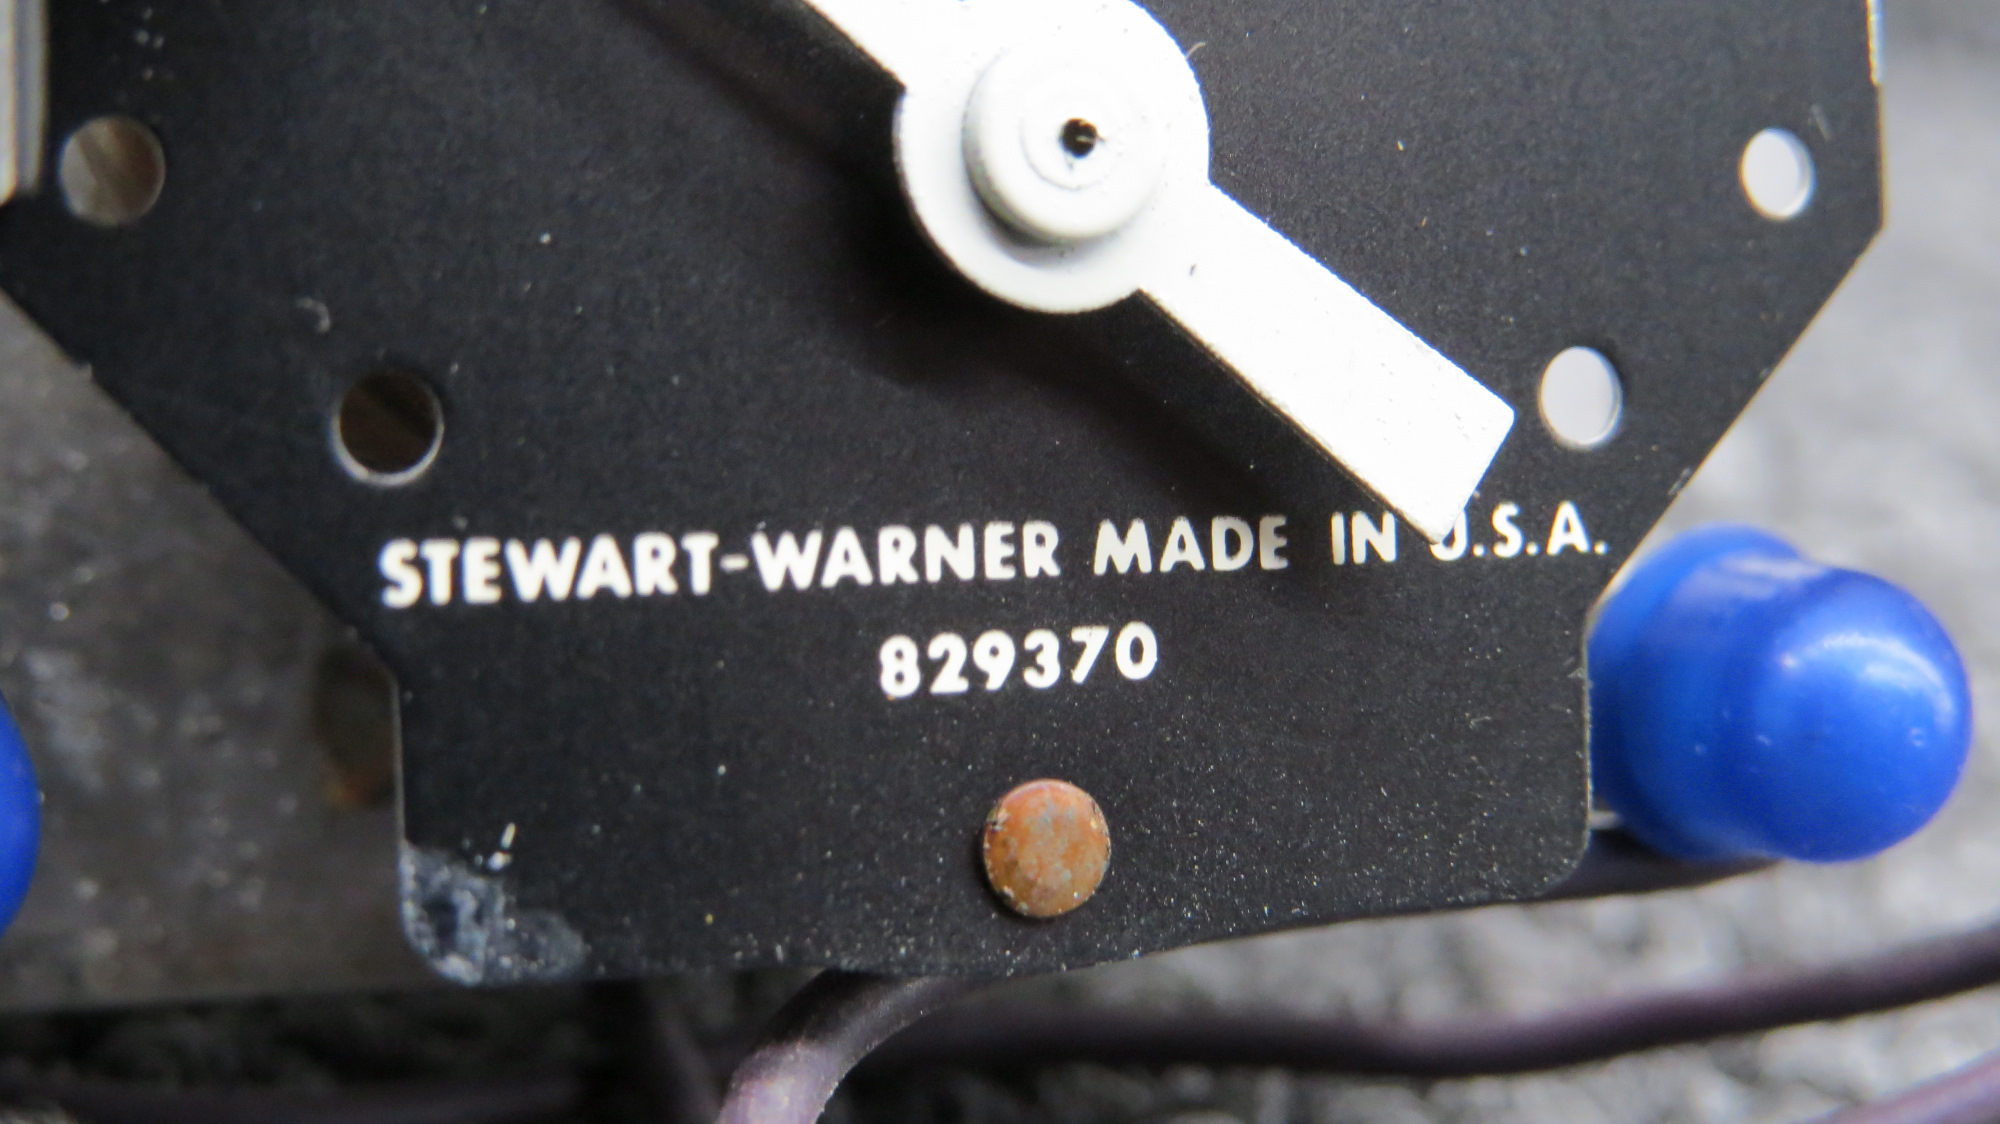 STEWART-WARNER MADE IN U.S.A.
829370